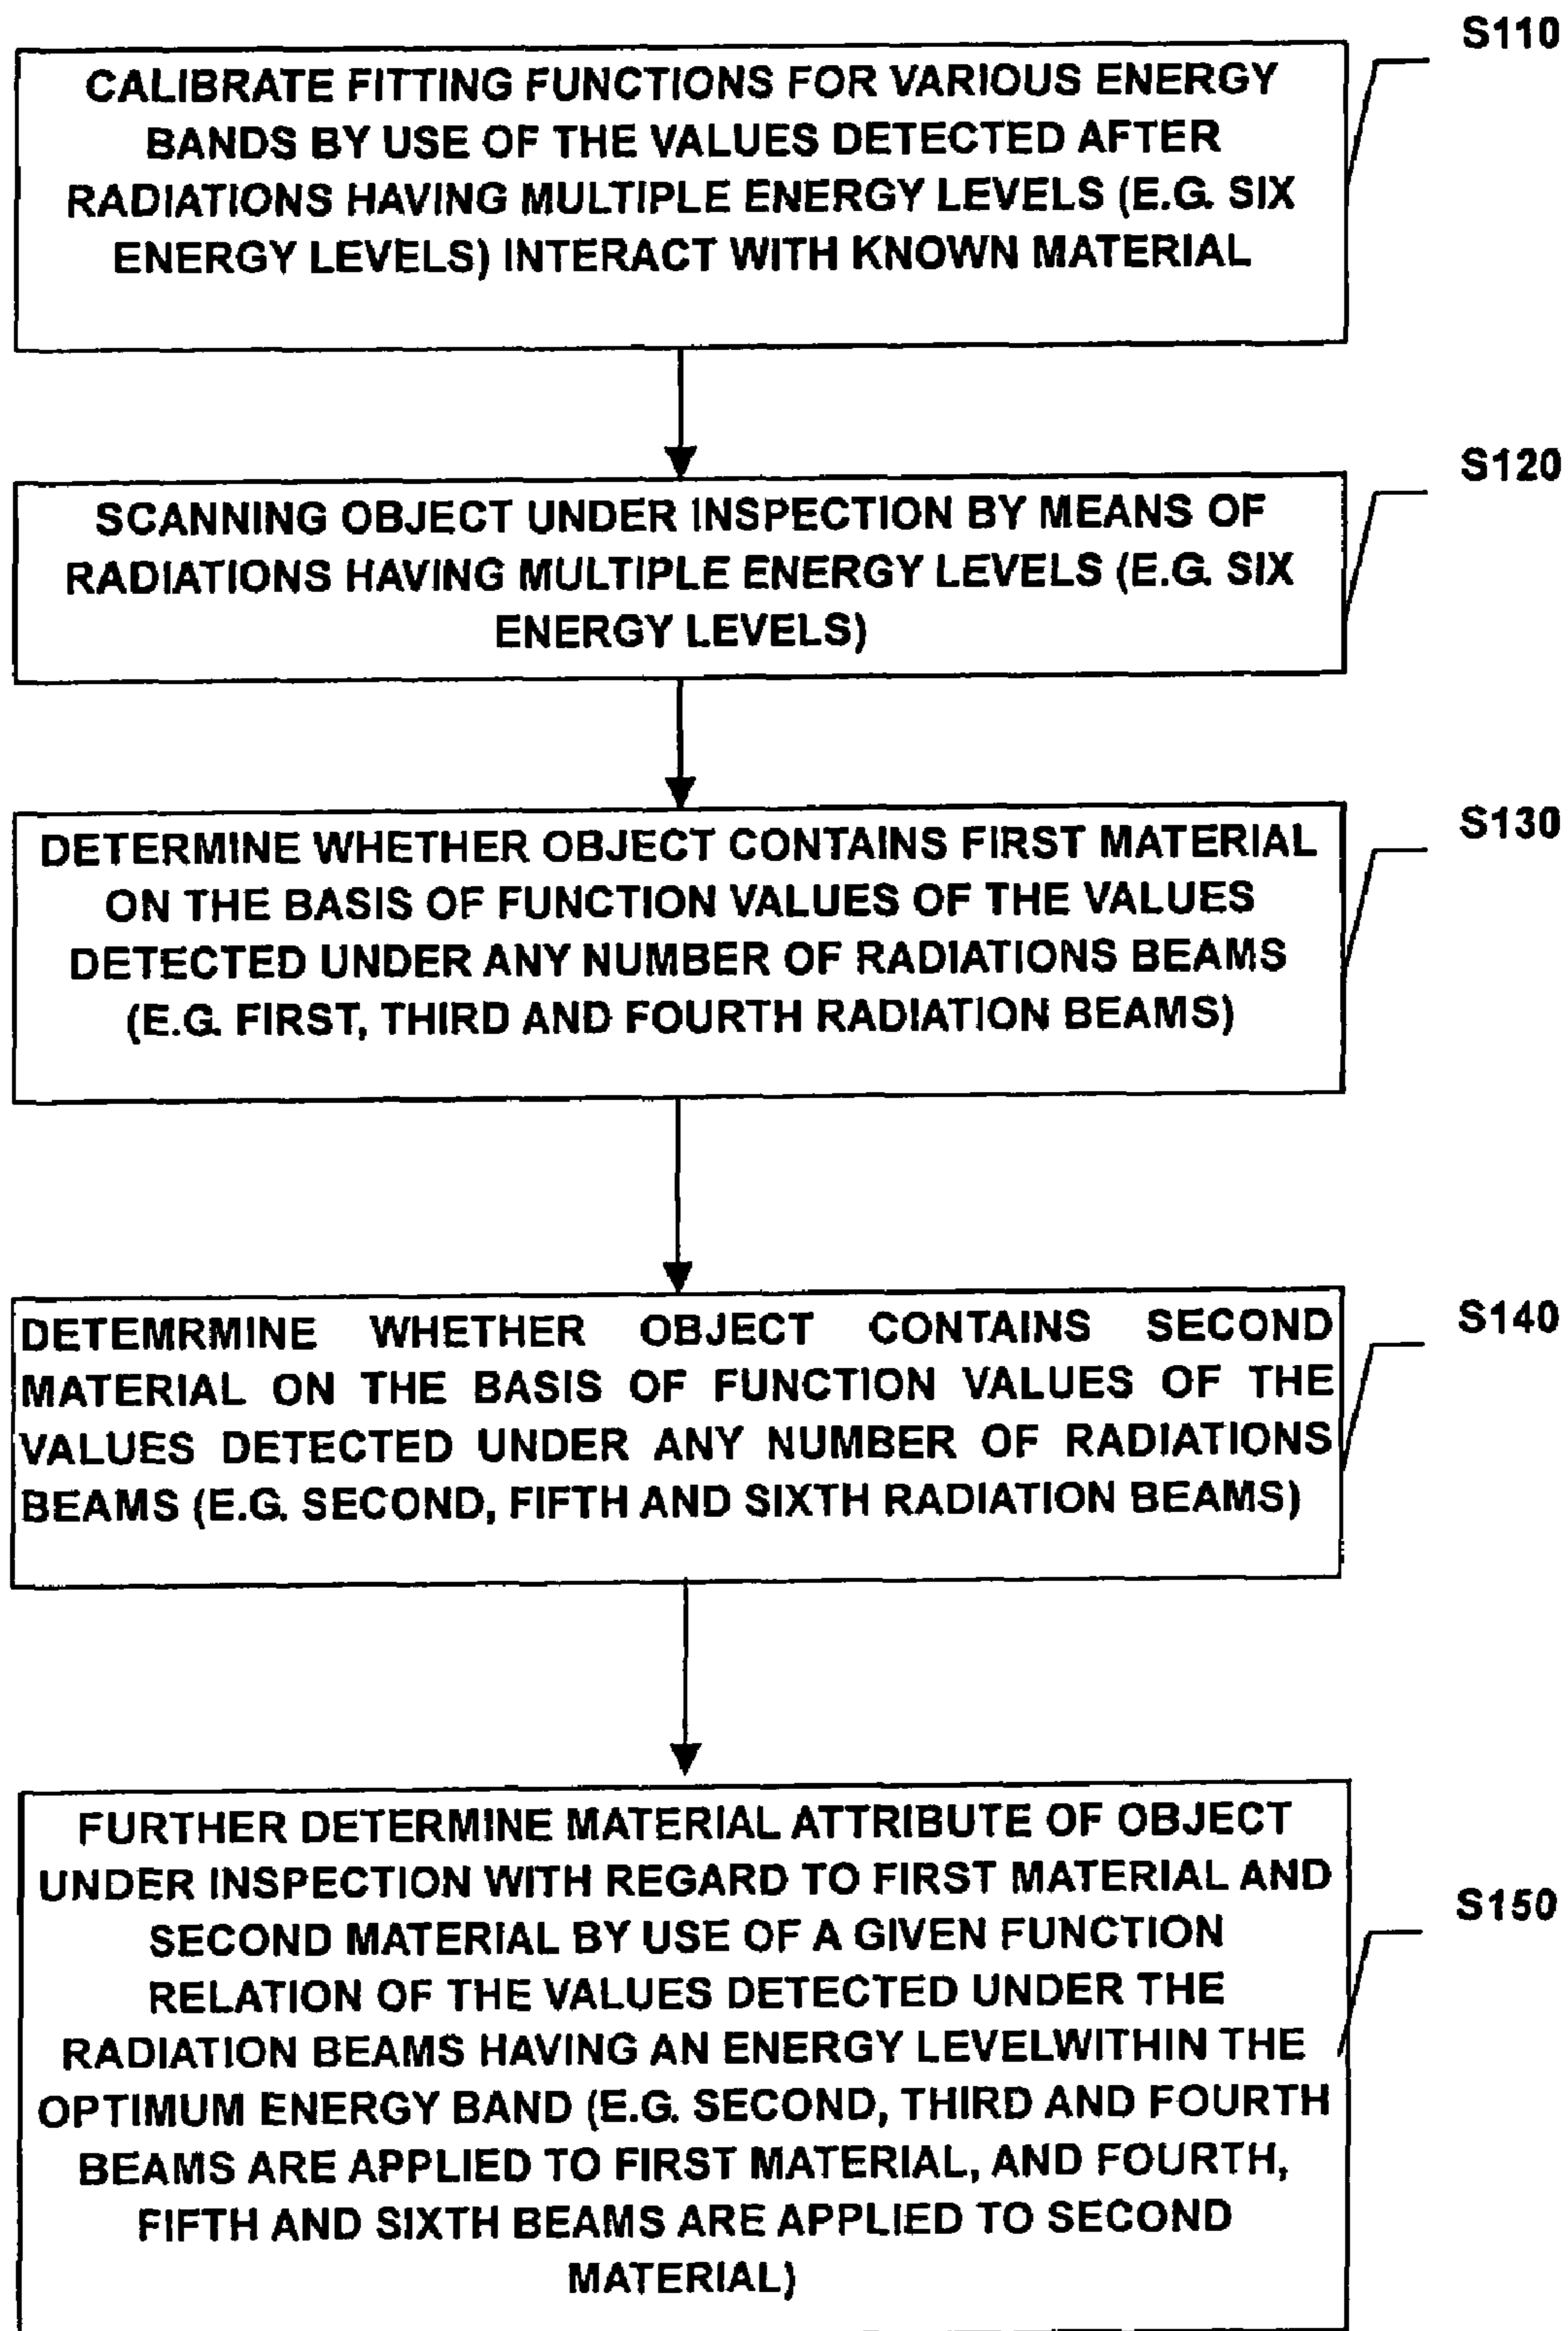 S110
CALIBRATE FITTING FUNCTIONS FOR VARIOUS ENERGY
BANDS BY USE OF THE VALUES DETECTED AFTER
RADIATIONS HAVING MULTIPLE ENERGY LEVELS (E.G. SIX
ENERGY LEVELS) INTERACT WITH KNOWN MATERIAL
S120
SCANNING OBJECT UNDER INSPECTION BY MEANS OF
RADIATIONS HAVING MULTIPLE ENERGY LEVELS (E.G. SIX
ENERGY LEVELS)
S130
DETERMINE WHETHER OBJECT CONTAINS FIRST MATERIAL
ON THE BASIS OF FUNCTION VALUES OF THE VALUES
DETECTED UNDER ANY NUMBER OF RADIATIONS BEAMS
(E.G. FIRST, THIRD AND FOURTH RADIATION BEAMS)
S140
DETEMRMINE WHETHER OBJECT CONTAINS SECOND
MATERIAL ON THE BASIS OF FUNCTION VALUES OF THE
VALUES DETECTED UNDER ANY NUMBER OF RADIATIONS
BEAMS (E.G. SECOND, FIFTH AND SIXTH RADIATION BEAMS)
S150
FURTHER DETERMINE MATERIAL ATTRIBUTE OF OBJECT
UNDER INSPECTION WITH REGARD TO FIRST MATERIAL AND
SECOND MATERIAL BY USE OF A GIVEN FUNCTION
RELATION OF THE VALUES DETECTED UNDER THE
RADIATION BEAMS HAVING AN ENERGY LEVELWITHIN THE
OPTIMUM ENERGY BAND (E.G. SECOND, THIRD AND FOURTH
BEAMS ARE APPLIED TO FIRST MATERIAL, AND FOURTH,
FIFTH AND SIXTH BEAMS ARE APPLIED TO SECOND
MATERIAL)